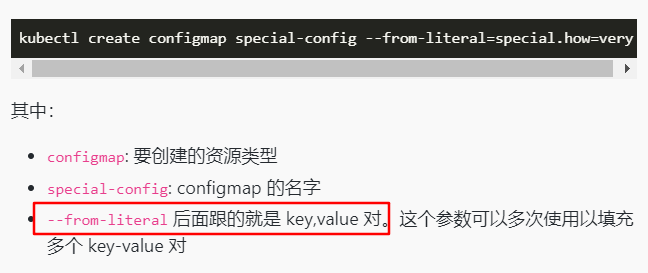 kubectl create configmap special-config --from-literal=special.how=very
其中：
configmap: 要创建的资源类型
special-config: configmap 的名字
--from-literal 后面跟的就是 key,value 对。这个参数可以多次使用以填充
多个 key-value 对